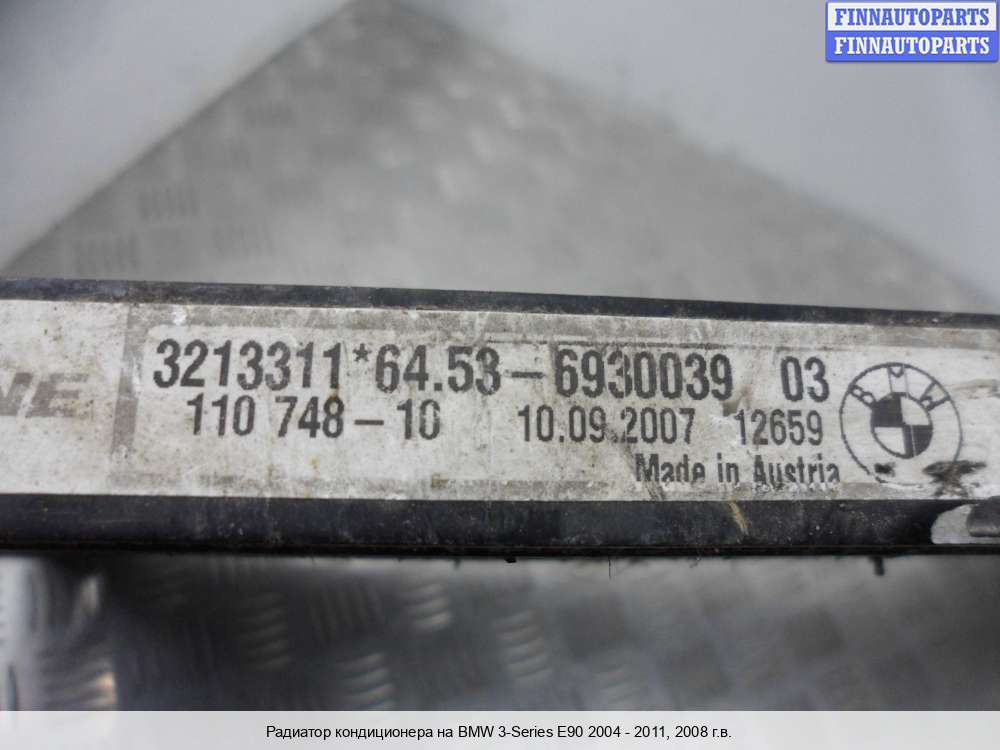 FINNAUTOPARTS
FINNAUTOPARTS
3213311*64.53-6930039 03
110 748-10 10.09.2007 12659
Made in Austria
BMW
Радиатор кондиционера на BMW 3-Series E90 2004 - 2011, 2008 г.в.